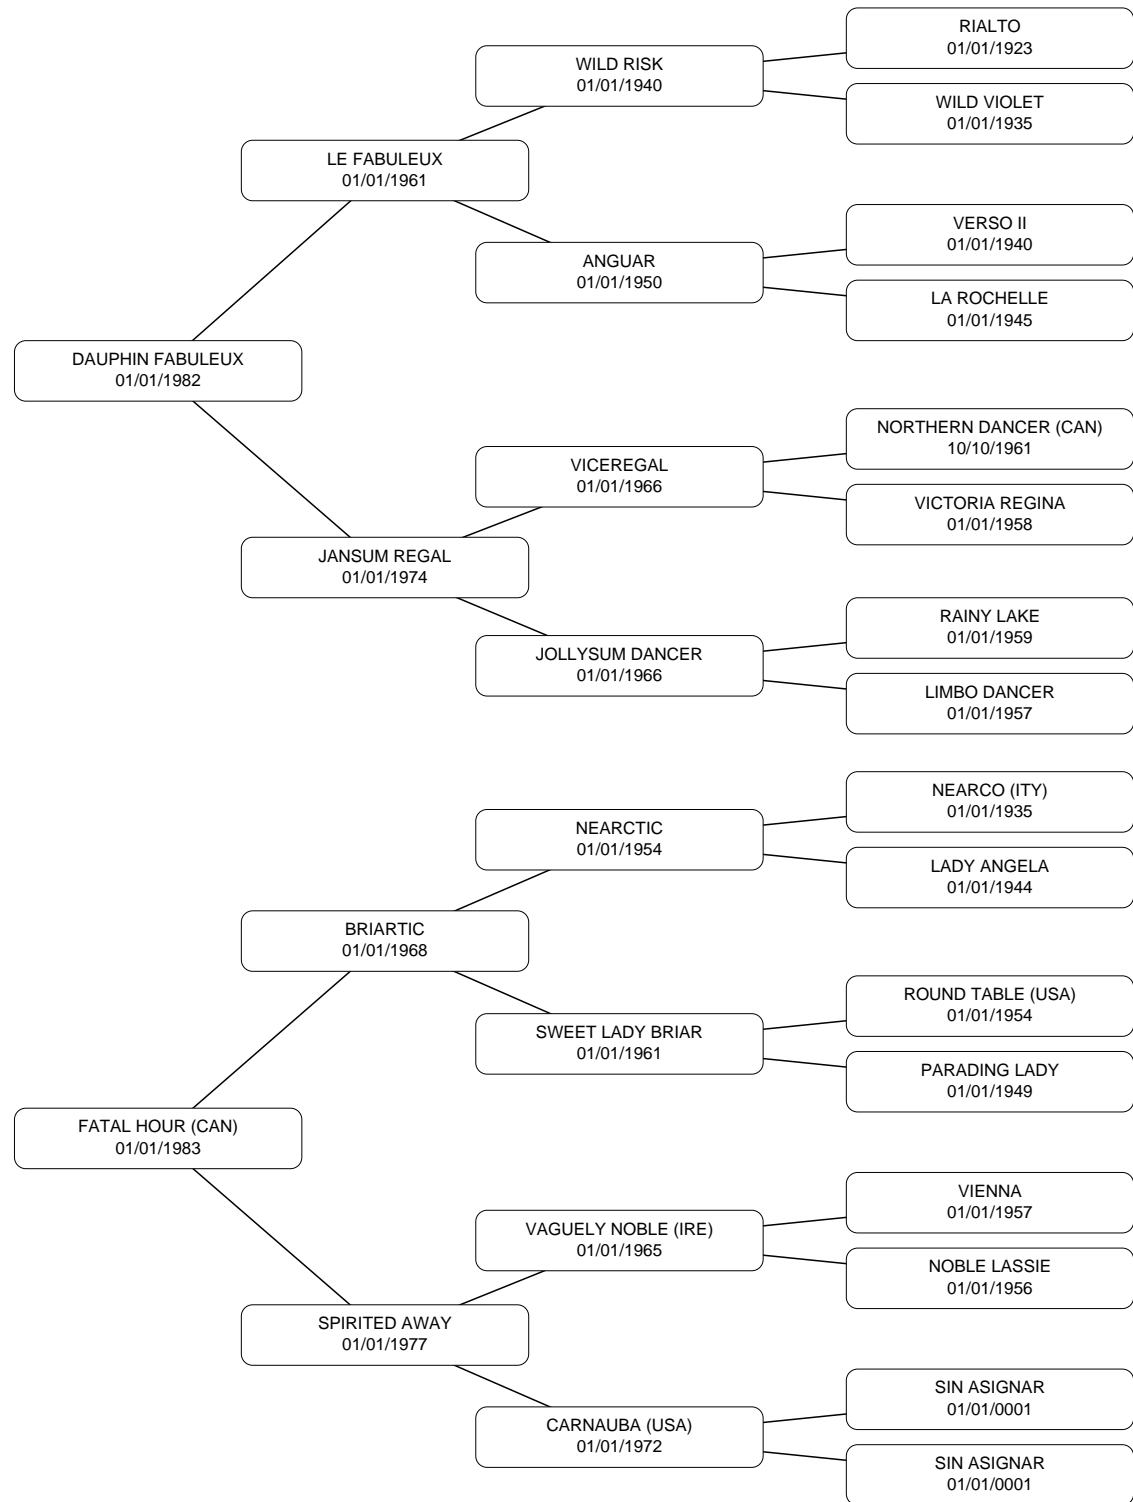 RIALTO
01/01/1923
WILD RISK
01/01/1940
WILD VIOLET
01/01/1935
LE FABULEUX
01/01/1961
VERSO II
01/01/1940
ANGUAR
01/01/1950
LA ROCHELLE
01/01/1945
DAUPHIN FABULEUX
01/01/1982
NORTHERN DANCER (CAN)
10/10/1961
VICEREGAL
01/01/1966
VICTORIA REGINA
01/01/1958
JANSUM REGAL
01/01/1974
RAINY LAKE
01/01/1959
JOLLYSUM DANCER
01/01/1966
LIMBO DANCER
01/01/1957
NEARCO (ITY)
01/01/1935
NEARCTIC
01/01/1954
LADY ANGELA
01/01/1944
BRIARTIC
01/01/1968
ROUND TABLE (USA)
01/01/1954
SWEET LADY BRIAR
01/01/1961
PARADING LADY
01/01/1949
FATAL HOUR (CAN)
01/01/1983
VIENNA
01/01/1957
VAGUELY NOBLE (IRE)
01/01/1965
NOBLE LASSIE
01/01/1956
SPIRITED AWAY
01/01/1977
SIN ASIGNAR
01/01/0001
CARNAUBA (USA)
01/01/1972
SIN ASIGNAR
01/01/0001